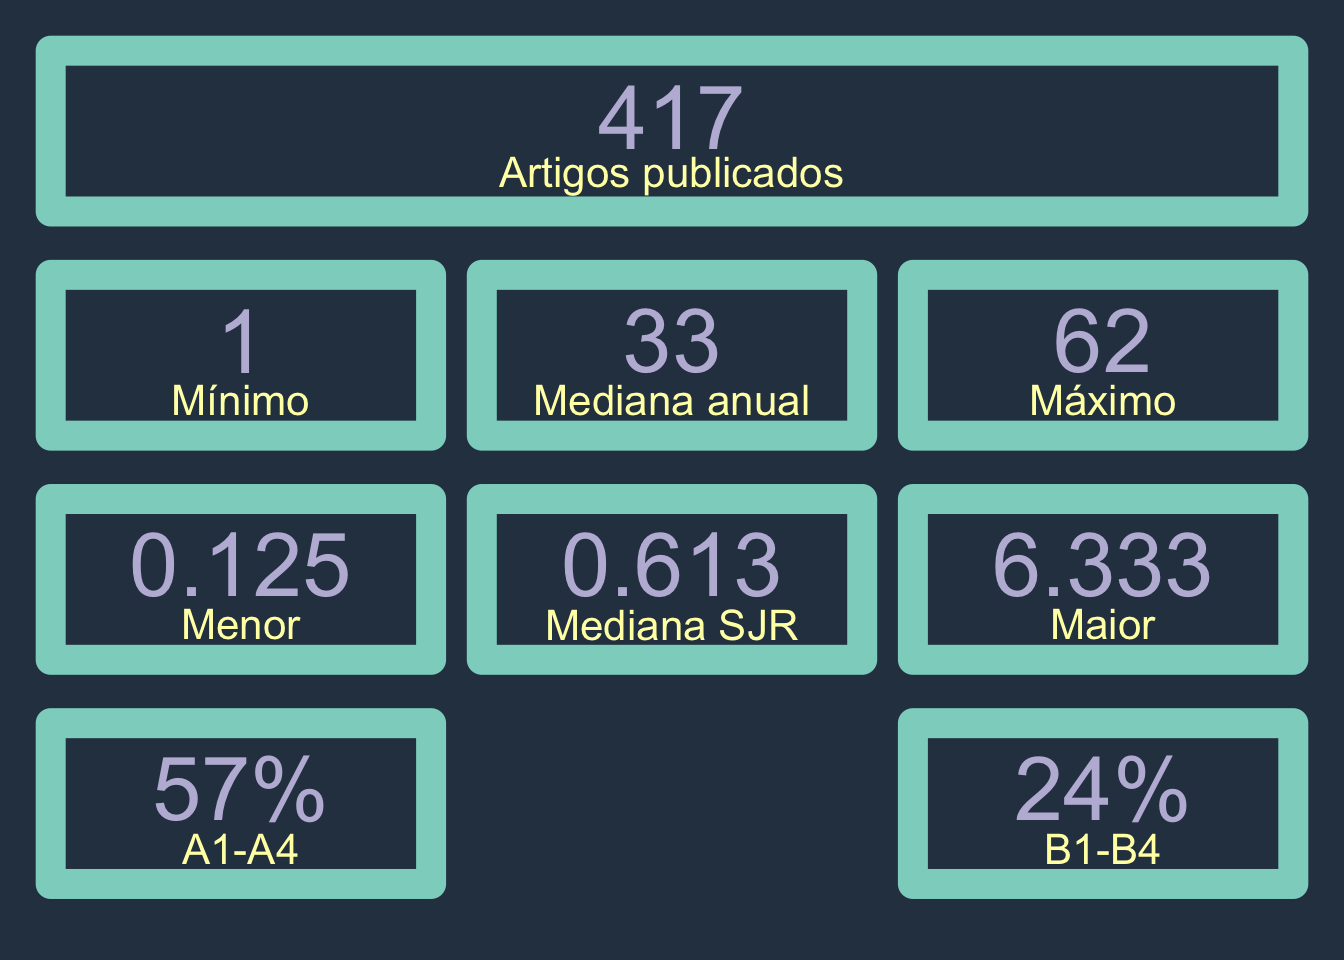 417
Artigos publicados
1
Mínimo
33
Mediana anual
62
Máximo
0.125
Menor
0.613
Mediana SJR
6.333
Maior
57%
A1-A4
24%
B1-B4